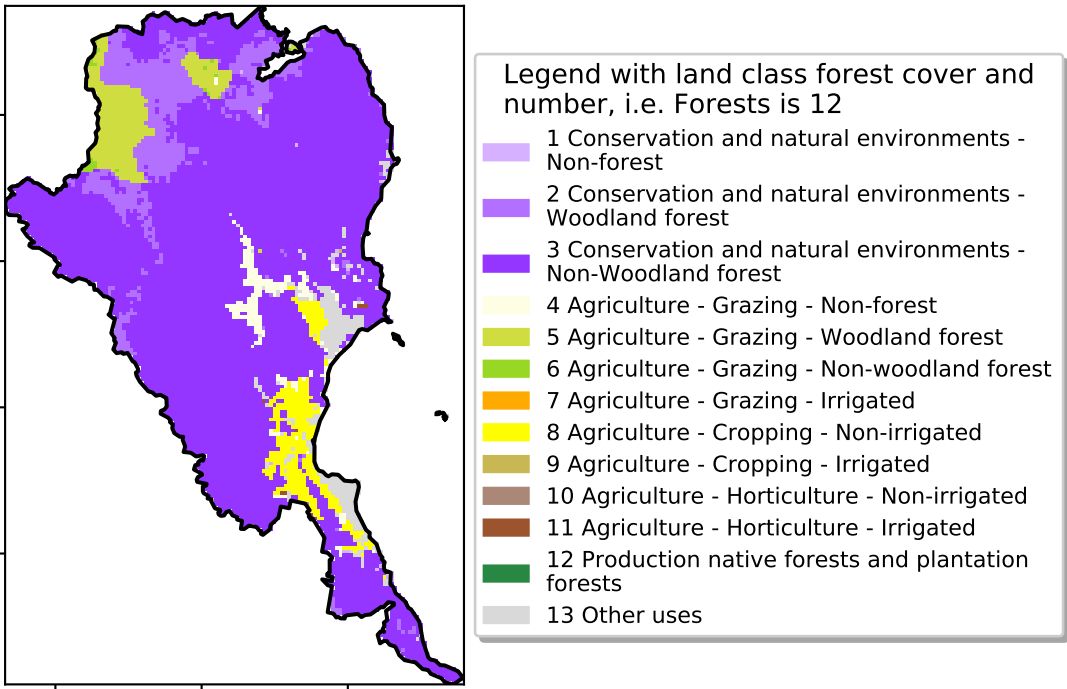 Legend with land class forest cover and
number, i.e. Forests is 12
1 Conservation and natural environments -
Non-forest
2 Conservation and natural environments -
Woodland forest
3 Conservation and natural environments -
Non-Woodland forest
4 Agriculture - Grazing - Non-forest
5 Agriculture - Grazing - Woodland forest
6 Agriculture - Grazing - Non-woodland forest
7 Agriculture - Grazing - Irrigated
8 Agriculture - Cropping - Non-irrigated
9 Agriculture - Cropping - Irrigated
10 Agriculture - Horticulture - Non-irrigated
11 Agriculture - Horticulture - Irrigated
12 Production native forests and plantation
forests
13 Other uses